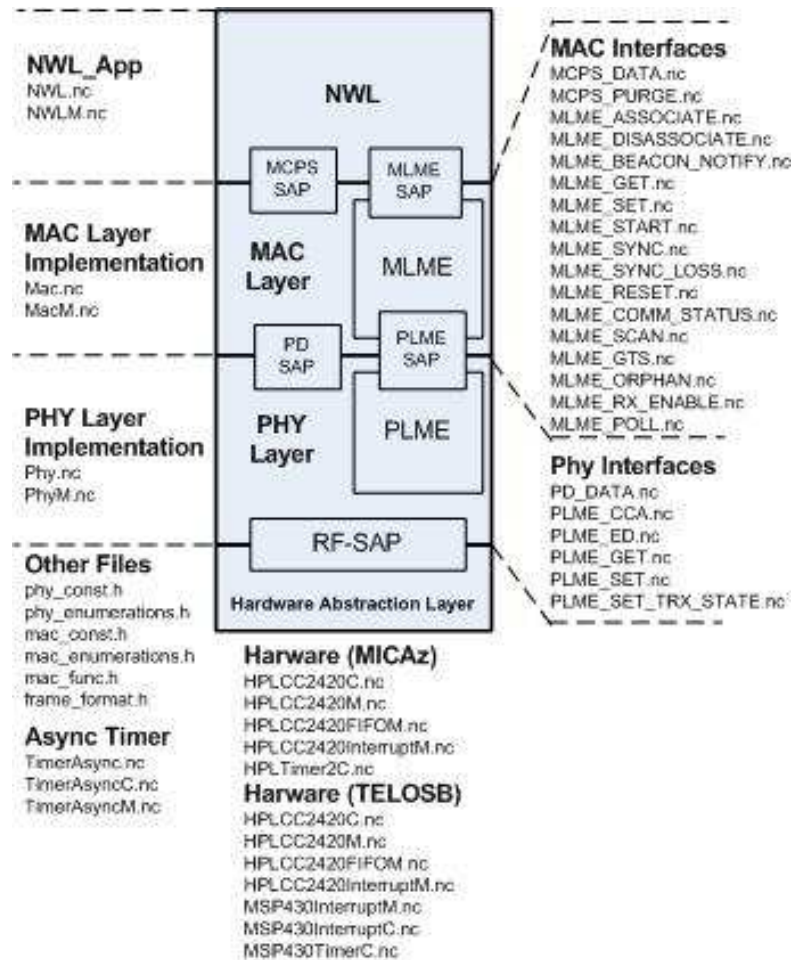 NWL_App
NWL.nc
NWLM.nc
MAC Layer
Implementation
Mac.nc
MacM.nc
PHY Layer
Implementation
Phy.nc
PhyM.nc
Other Files
phy_const.h
phy_enumerations.h
mac_const.h
mac_enumerations.h
mac_func.h
frame_format.h
Async Timer
TimerAsync.nc
TimerAsyncC.nc
TimerAsyncM.nc
NWL
MCPS
SAP
MLME
SAP
MAC
Layer
MLME
PD
SAP
PLME
SAP
PHY
Layer
PLME
RF-SAP
Hardware Abstraction Layer
Harware (MICAz)
HPLCC2420C.nc
HPLCC2420M.nc
HPLCC2420FIFOM.nc
HPLCC2420InterruptM.nc
HPLTimer2C.nc
Harware (TELOSB)
HPLCC2420C.nc
HPLCC2420M.nc
HPLCC2420FIFOM.nc
HPLCC2420InterruptM.nc
MSP430InterruptM.nc
MSP430InterruptC.nc
MSP430TimerC.nc
MAC Interfaces
MCPS_DATA.nc
MCPS_PURGE.nc
MLME_ASSOCIATE.nc
MLME_DISASSOCIATE.nc
MLME_BEACON_NOTIFY.nc
MLME_GET.nc
MLME_SET.nc
MLME_START.nc
MLME_SYNC.nc
MLME_SYNC_LOSS.nc
MLME_RESET.nc
MLME_COMM_STATUS.nc
MLME_SCAN.nc
MLME_GTS.nc
MLME_ORPHAN.nc
MLME_RX_ENABLE.nc
MLME_POLL.nc
Phy Interfaces
PD_DATA.nc
PLME_CCA.nc
PLME_ED.nc
PLME_GET.nc
PLME_SET.nc
PLME_SET_TRX_STATE.nc